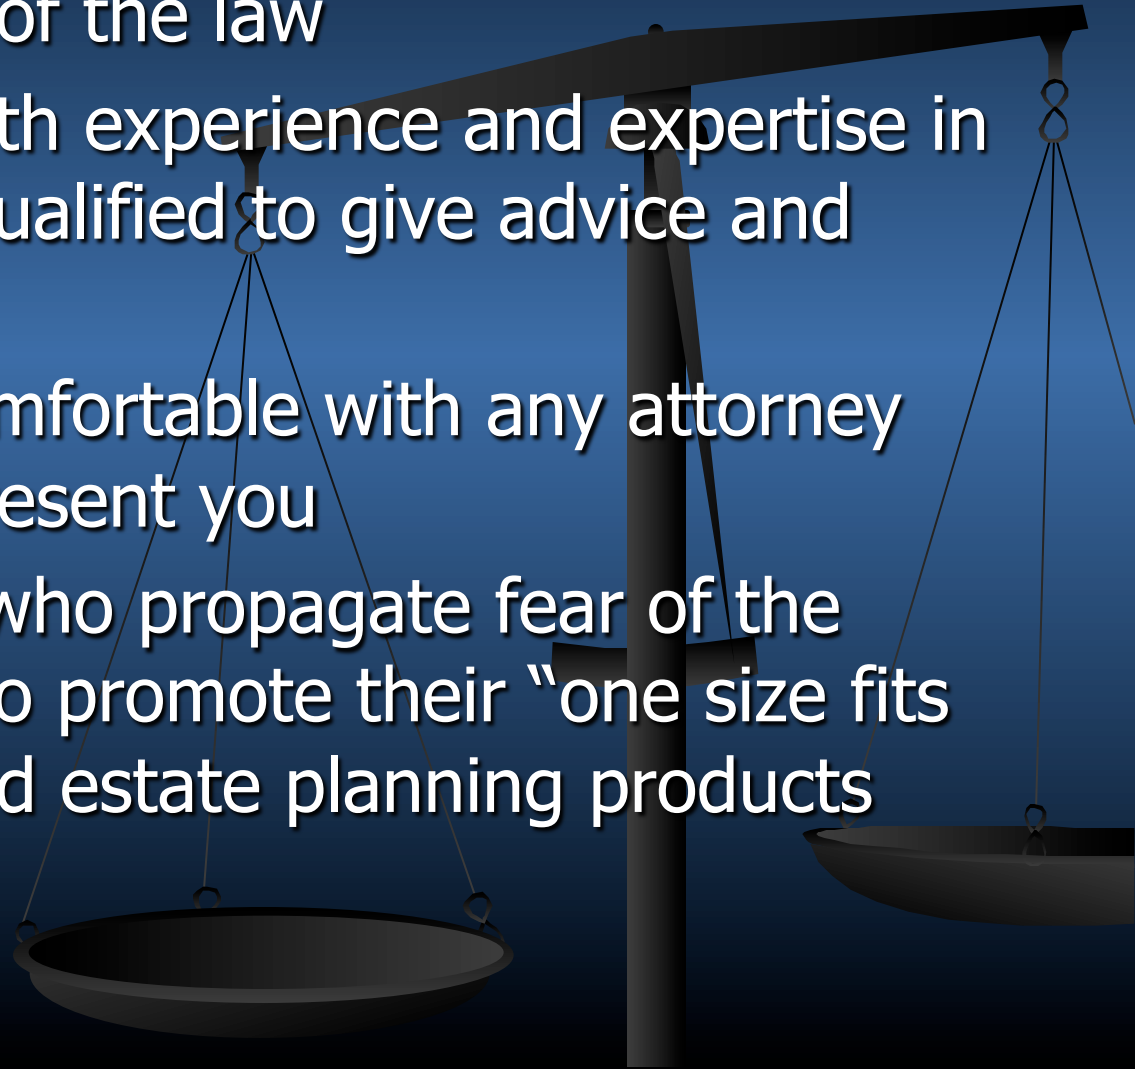 of the law
th experience and expertise in
ualified to give advice and
mfortable with any attorney
esent you
who propagate fear of the
o promote their “one size fits
d estate planning products